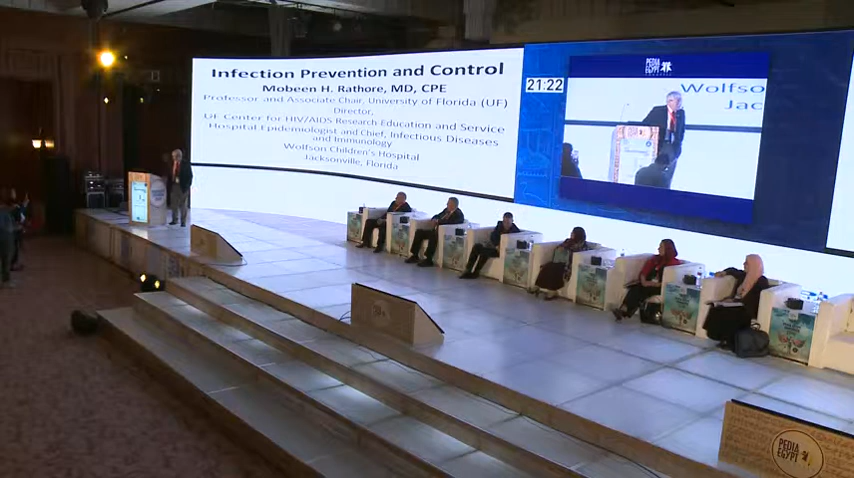 Infection Prevention and Control
Mobeen H. Rathore, MD, CPE
Professor and Associate Chair, University of Florida (UF)
Director,
UF Center for HIV/AIDS Research Education and Service
Hospital Epidemiologist and Chief, Infectious Diseases
and Immunology
Wolfson Children's Hospital
Jacksonville, Florida
21:22
PEDIA
EGYPT
Wolfso
Jac
PEDIA
EGYPT